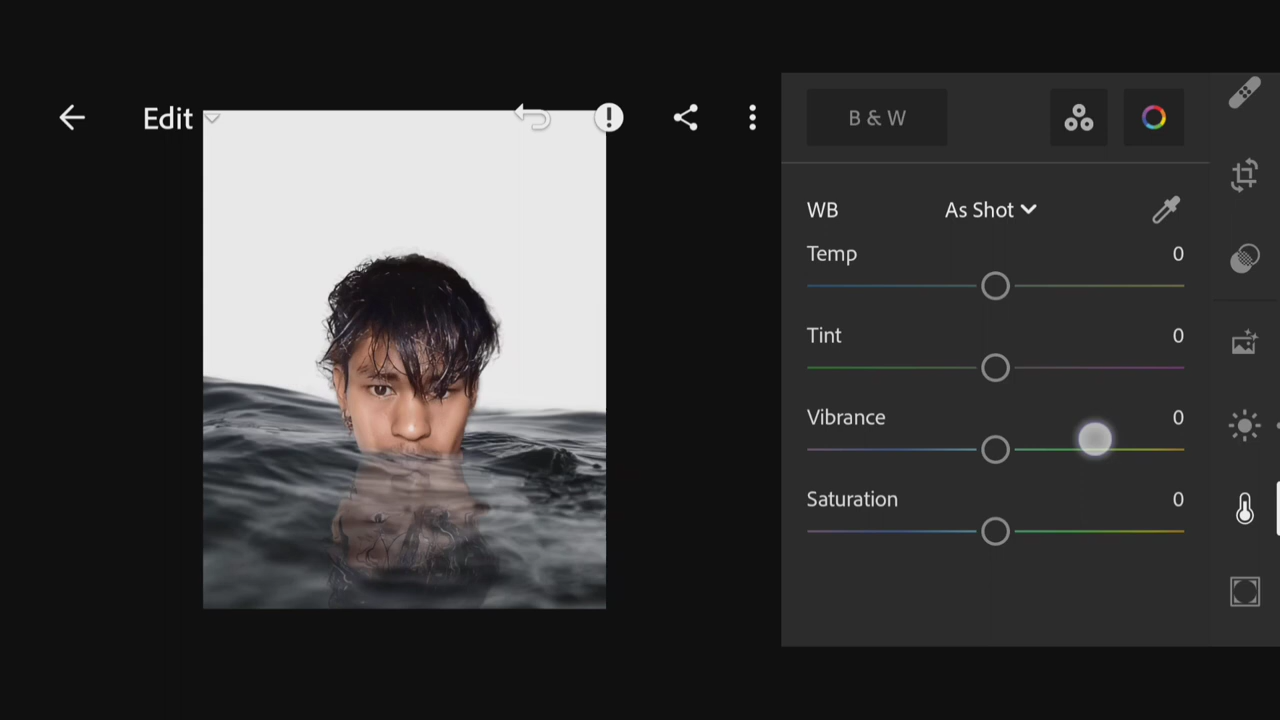 Edit
B & W
WB As Shot
Temp 0
Tint 0
Vibrance 0
Saturation 0